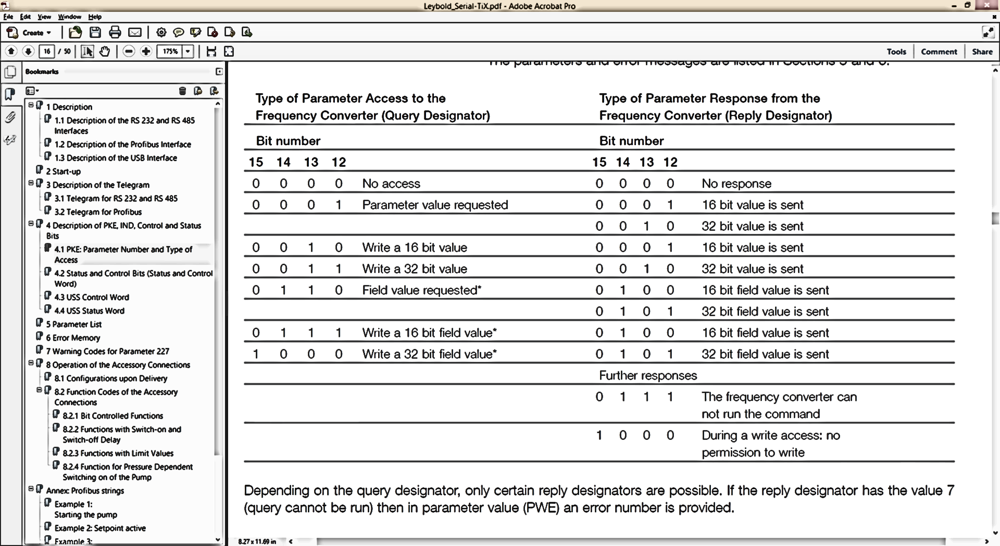 Leybold_Serial-TiX.pdf - Adobe Acrobat Pro
File Edit View Window Help
Create
16 / 50 175% Tools Comment Share
Bookmarks
1 Description
1.1 Description of the RS 232 and RS 485
Interfaces
1.2 Description of the Profibus Interface
1.3 Description of the USB Interface
2 Start-up
3 Description of the Telegram
3.1 Telegram for RS 232 and RS 485
3.2 Telegram for Profibus
4 Description of PKE, IND, Control and Status
Bits
4.1 PKE: Parameter Number and Type of
Access
4.2 Status and Control Bits (Status and Control
Word)
4.3 USS Control Word
4.4 USS Status Word
5 Parameter List
6 Error Memory
7 Warning Codes for Parameter 227
8 Operation of the Accessory Connections
8.1 Configurations upon Delivery
8.2 Function Codes of the Accessory
Connections
8.2.1 Bit Controlled Functions
8.2.2 Functions with Switch-on and
Switch-off Delay
8.2.3 Functions with Limit Values
8.2.4 Function for Pressure Dependent
Switching on of the Pump
Annex: Profibus strings
Example 1:
Starting the pump
Example 2: Setpoint active
Example 3:
The parameters and error messages are listed in Sections 5 and 6.
Type of Parameter Access to the Type of Parameter Response from the
Frequency Converter (Query Designator) Frequency Converter (Reply Designator)
Bit number Bit number
15 14 13 12 15 14 13 12
0 0 0 0 No access 0 0 0 0 No response
0 0 0 1 Parameter value requested 0 0 0 1 16 bit value is sent
0 0 1 0 32 bit value is sent
0 0 1 0 Write a 16 bit value 0 0 0 1 16 bit value is sent
0 0 1 1 Write a 32 bit value 0 0 1 0 32 bit value is sent
0 1 1 0 Field value requested* 0 1 0 0 16 bit field value is sent
0 1 0 1 32 bit field value is sent
0 1 1 1 Write a 16 bit field value* 0 1 0 0 16 bit field value is sent
1 0 0 0 Write a 32 bit field value* 0 1 0 1 32 bit field value is sent
Further responses
0 1 1 1 The frequency converter can
not run the command
1 0 0 0 During a write access: no
permission to write
Depending on the query designator, only certain reply designators are possible. If the reply designator has the value 7
(query cannot be run) then in parameter value (PWE) an error number is provided.
8.27 x 11.69 in